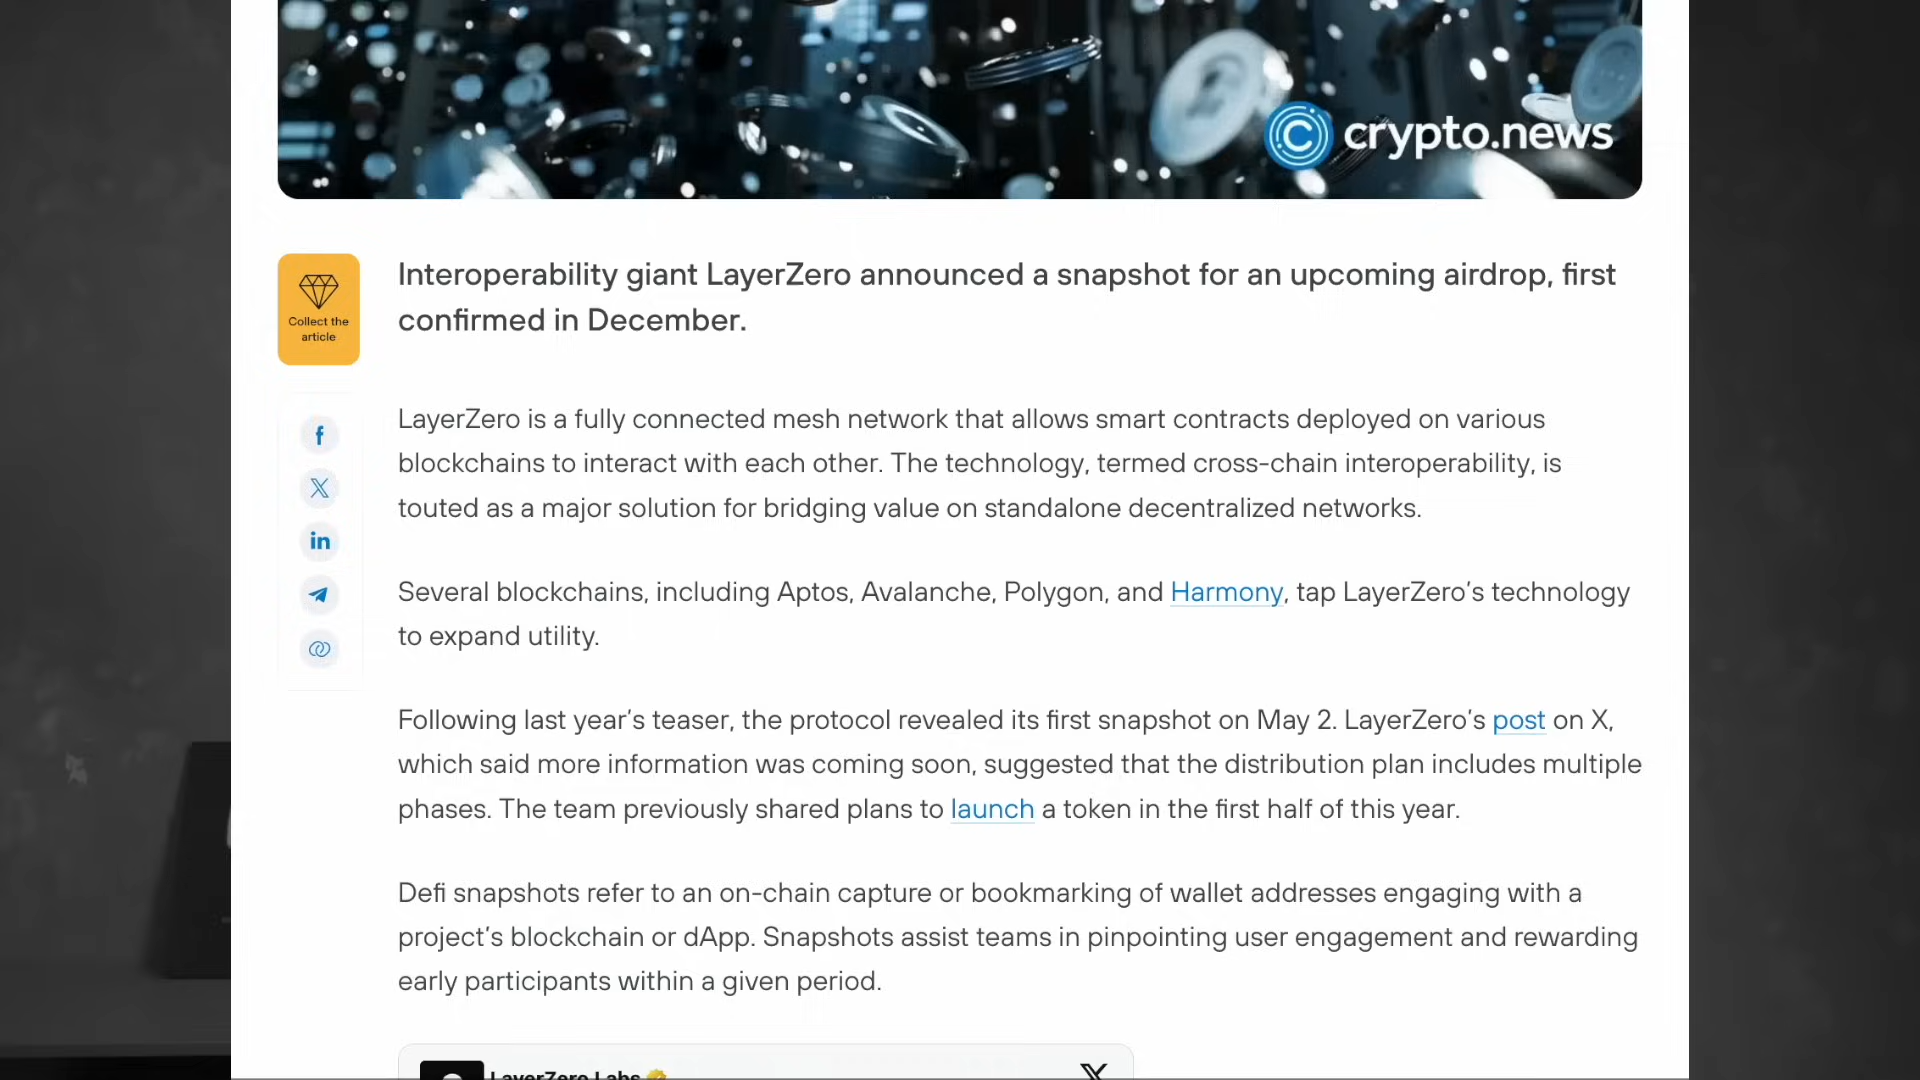 crypto.news
Interoperability giant LayerZero announced a snapshot for an upcoming airdrop, first
confirmed in December.
Collect the
article
LayerZero is a fully connected mesh network that allows smart contracts deployed on various
blockchains to interact with each other. The technology, termed cross-chain interoperability, is
touted as a major solution for bridging value on standalone decentralized networks.
Several blockchains, including Aptos, Avalanche, Polygon, and Harmony, tap LayerZero’s technology
to expand utility.
Following last year’s teaser, the protocol revealed its first snapshot on May 2. LayerZero’s post on X,
which said more information was coming soon, suggested that the distribution plan includes multiple
phases. The team previously shared plans to launch a token in the first half of this year.
Defi snapshots refer to an on-chain capture or bookmarking of wallet addresses engaging with a
project’s blockchain or dApp. Snapshots assist teams in pinpointing user engagement and rewarding
early participants within a given period.
LayerZero Labs